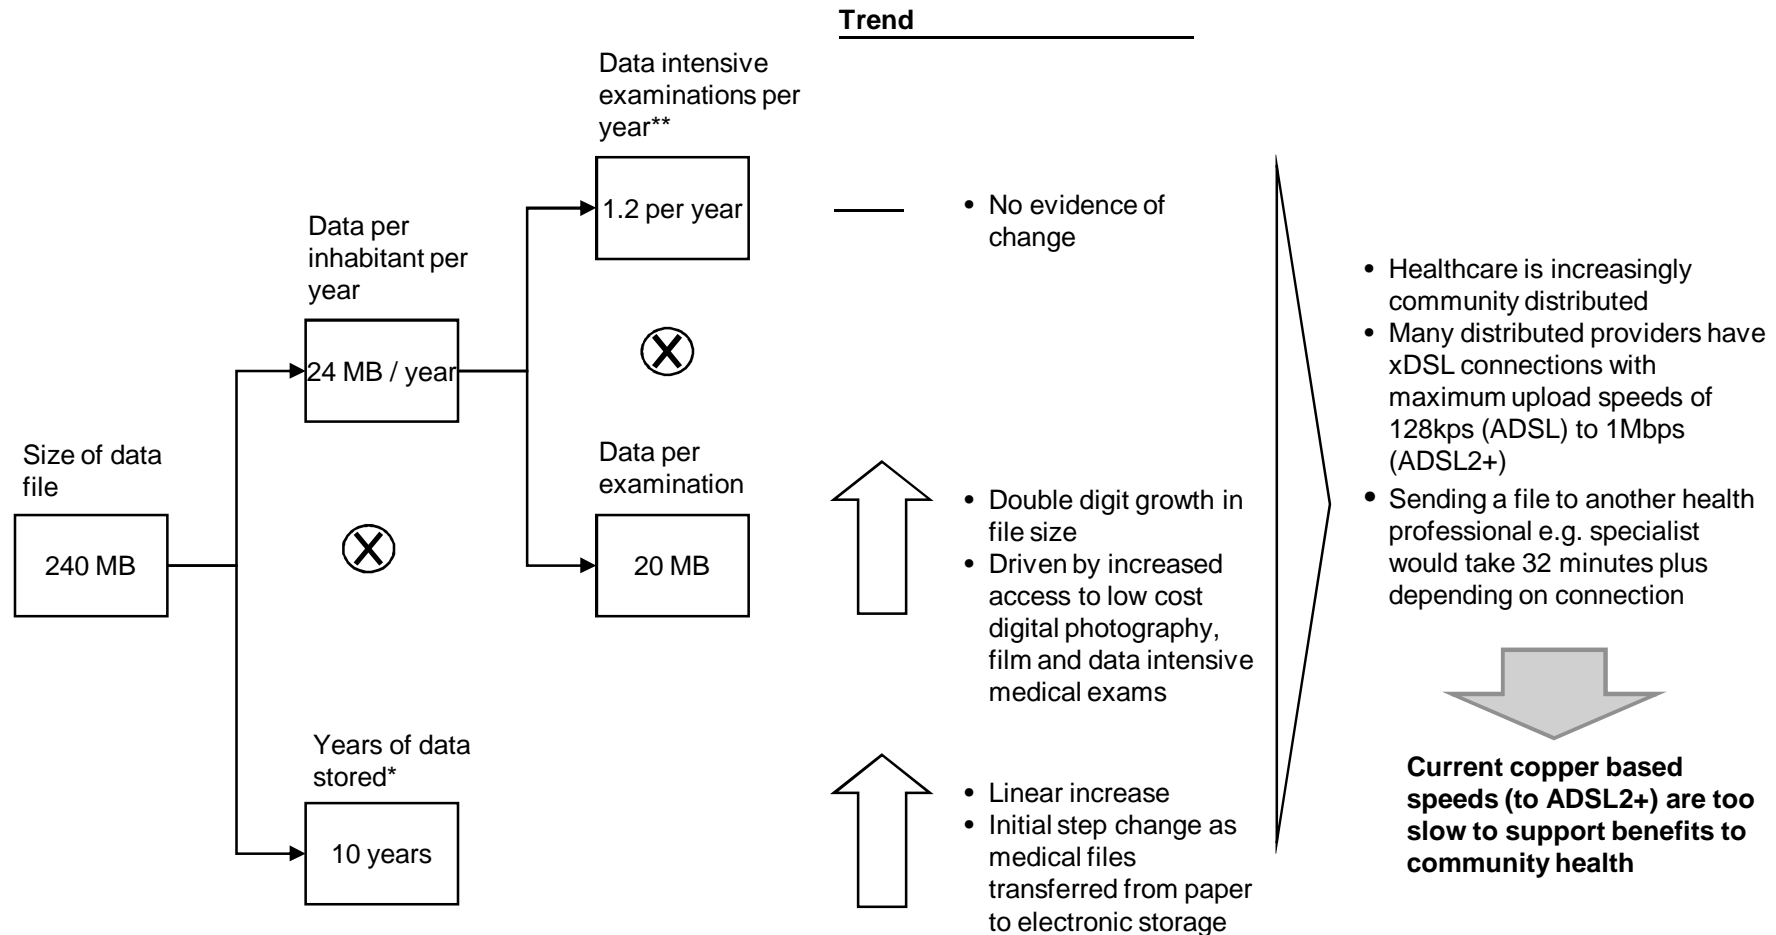 Trend
Data intensive
examinations per
year**
1.2 per year
• No evidence of
change
Data per
inhabitant per
year
24 MB / year
Size of data
file
240 MB
Data per
examination
20 MB
• Double digit growth in
file size
• Driven by increased
access to low cost
digital photography,
film and data intensive
medical exams
Years of data
stored*
10 years
• Linear increase
• Initial step change as
medical files
transferred from paper
to electronic storage
• Healthcare is increasingly
community distributed
• Many distributed providers have
xDSL connections with
maximum upload speeds of
128kps (ADSL) to 1Mbps
(ADSL2+)
• Sending a file to another health
professional e.g. specialist
would take 32 minutes plus
depending on connection
Current copper based
speeds (to ADSL2+) are too
slow to support benefits to
community health